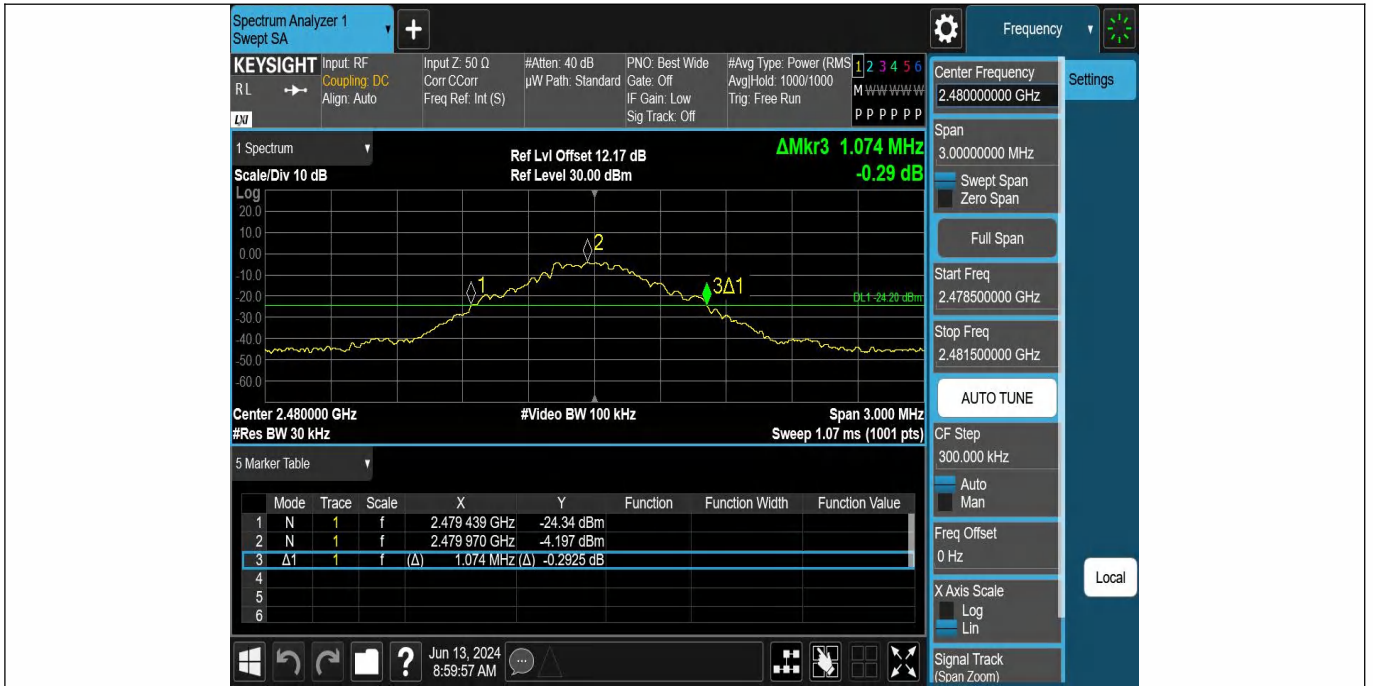 Spectrum Analyzer 1
Swept SA
+
Frequency
KEYSIGHT
RL
LXI
Input: RF
Coupling: DC
Align: Auto
Input Z: 50 Ω
Corr CCorr
Freq Ref: Int (S)
#Atten: 40 dB
µW Path: Standard
PNO: Best Wide
Gate: Off
IF Gain: Low
Sig Track: Off
#Avg Type: Power (RMS
Avg|Hold: 1000/1000
Trig: Free Run
1 2 3 4 5 6
M W W W W W
P P P P P P
1 Spectrum
Scale/Div 10 dB
Ref Lvl Offset 12.17 dB
Ref Level 30.00 dBm
ΔMkr3 1.074 MHz
-0.29 dB
Log
20.0
10.0
0.00
-10.0
-20.0
-30.0
-40.0
-50.0
-60.0
1
2
3Δ1
DL1 -24.20 dBm
Center 2.480000 GHz
#Res BW 30 kHz
#Video BW 100 kHz
Span 3.000 MHz
Sweep 1.07 ms (1001 pts)
5 Marker Table
Mode Trace Scale X Y Function Function Width Function Value
1 N 1 f 2.479 439 GHz -24.34 dBm
2 N 1 f 2.479 970 GHz -4.197 dBm
3 Δ1 1 f (Δ) 1.074 MHz (Δ) -0.2925 dB
4
5
6
?
Jun 13, 2024
8:59:57 AM
Center Frequency
2.480000000 GHz
Settings
Span
3.00000000 MHz
Swept Span
Zero Span
Full Span
Start Freq
2.478500000 GHz
Stop Freq
2.481500000 GHz
AUTO TUNE
CF Step
300.000 kHz
Auto
Man
Freq Offset
0 Hz
X Axis Scale
Log
Lin
Signal Track
(Span Zoom)
Local